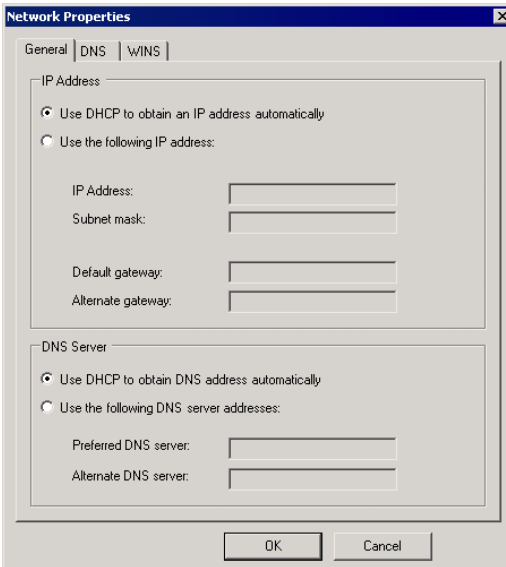 Network Properties
General DNS WINS
IP Address
Use DHCP to obtain an IP address automatically
Use the following IP address:
IP Address:
Subnet mask:
Default gateway:
Alternate gateway:
DNS Server
Use DHCP to obtain DNS address automatically
Use the following DNS server addresses:
Preferred DNS server:
Alternate DNS server:
OK Cancel